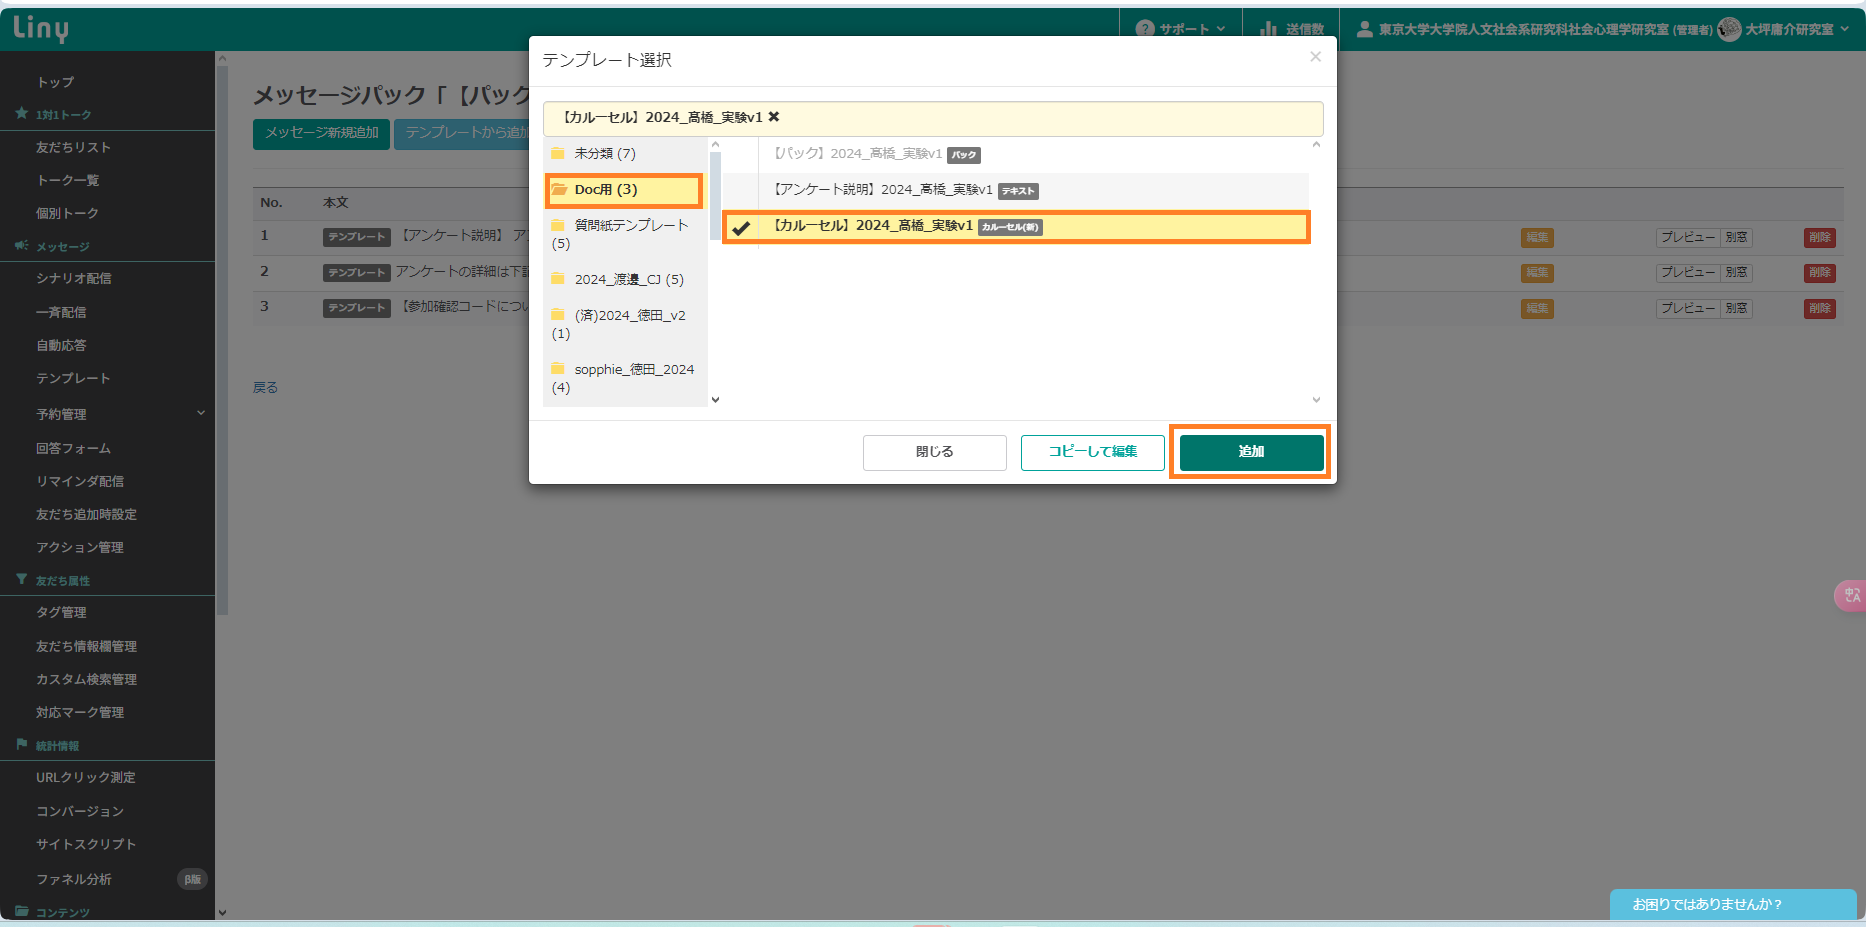 Liny
サポート
送信数
東京大学大学院人文社会系研究科社会心理学研究室 (管理者)
大坪庸介研究室
トップ
1対1トーク
友だちリスト
トーク一覧
個別トーク
メッセージ
シナリオ配信
一斉配信
自動応答
テンプレート
予約管理
回答フォーム
リマインダ配信
友だち追加時設定
アクション管理
友だち属性
タグ管理
友だち情報欄管理
カスタム検索管理
対応マーク管理
統計情報
URLクリック測定
コンバージョン
サイトスクリプト
ファネル分析 β版
コンテンツ
メッセージパック「【パック
メッセージ新規追加
テンプレートから追加
No. 本文
1 テンプレート 【アンケート説明】 ア 編集 プレビュー 別窓 削除
2 テンプレート アンケートの詳細は下記 編集 プレビュー 別窓 削除
3 テンプレート 【参加確認コードについ 編集 プレビュー 別窓 削除
戻る
テンプレート選択 ×
【カルーセル】2024_髙橋_実験v1 ✖
未分類 (7)
Doc用 (3)
質問紙テンプレート
(5)
2024_渡邊_CJ (5)
(済)2024_徳田_v2
(1)
sopphie_徳田_2024
(4)
【パック】2024_髙橋_実験v1 パック
【アンケート説明】2024_髙橋_実験v1 テキスト
【カルーセル】2024_髙橋_実験v1 カルーセル(新)
閉じる
コピーして編集
追加
お困りではありませんか？